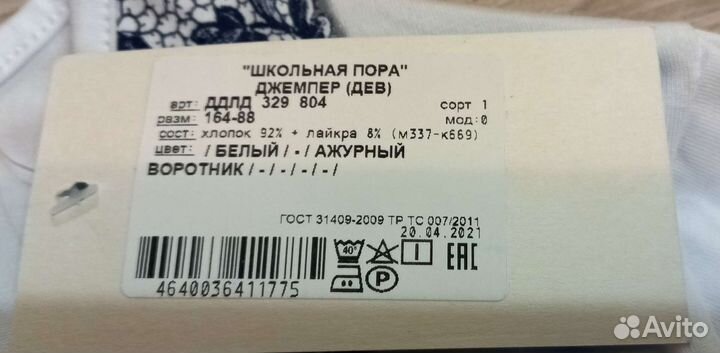 "ШКОЛЬНАЯ ПОРА"
ДЖЕМПЕР (ДЕВ)
арт: ДДЛД 329 804 сорт 1
разм: 164-88 мод:0
сост: хлопок 92% + лайкра 8% (м337-к669)
цвет: / БЕЛЫЙ / - / АЖУРНЫЙ
ВОРОТНИК / - / - / - / - /
ГОСТ 31409-2009 ТР ТС 007/2011
20.04.2021
40°
P
ЕАС
4640036411775
Avito